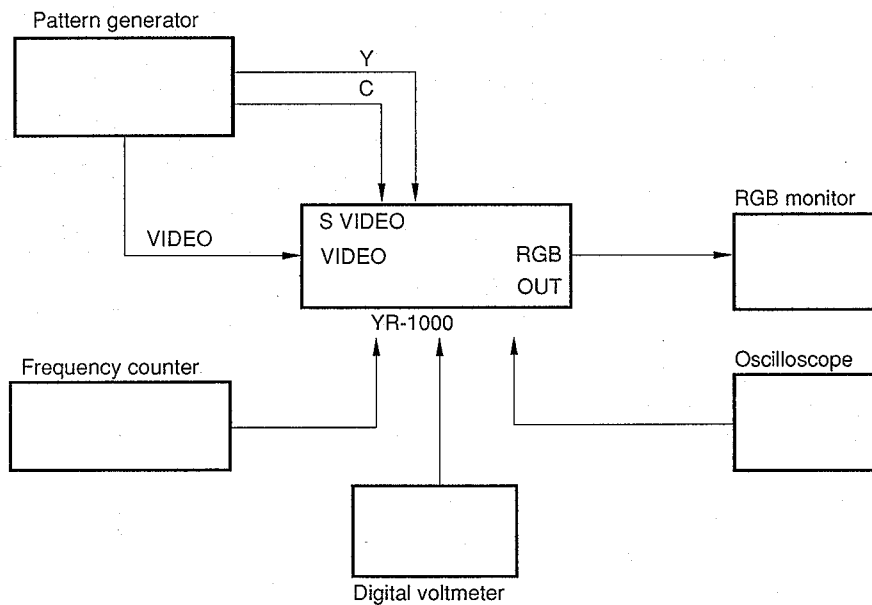 Pattern generator
Y
C
S VIDEO
VIDEO
VIDEO
RGB
OUT
RGB monitor
YR-1000
Frequency counter
Oscilloscope
Digital voltmeter